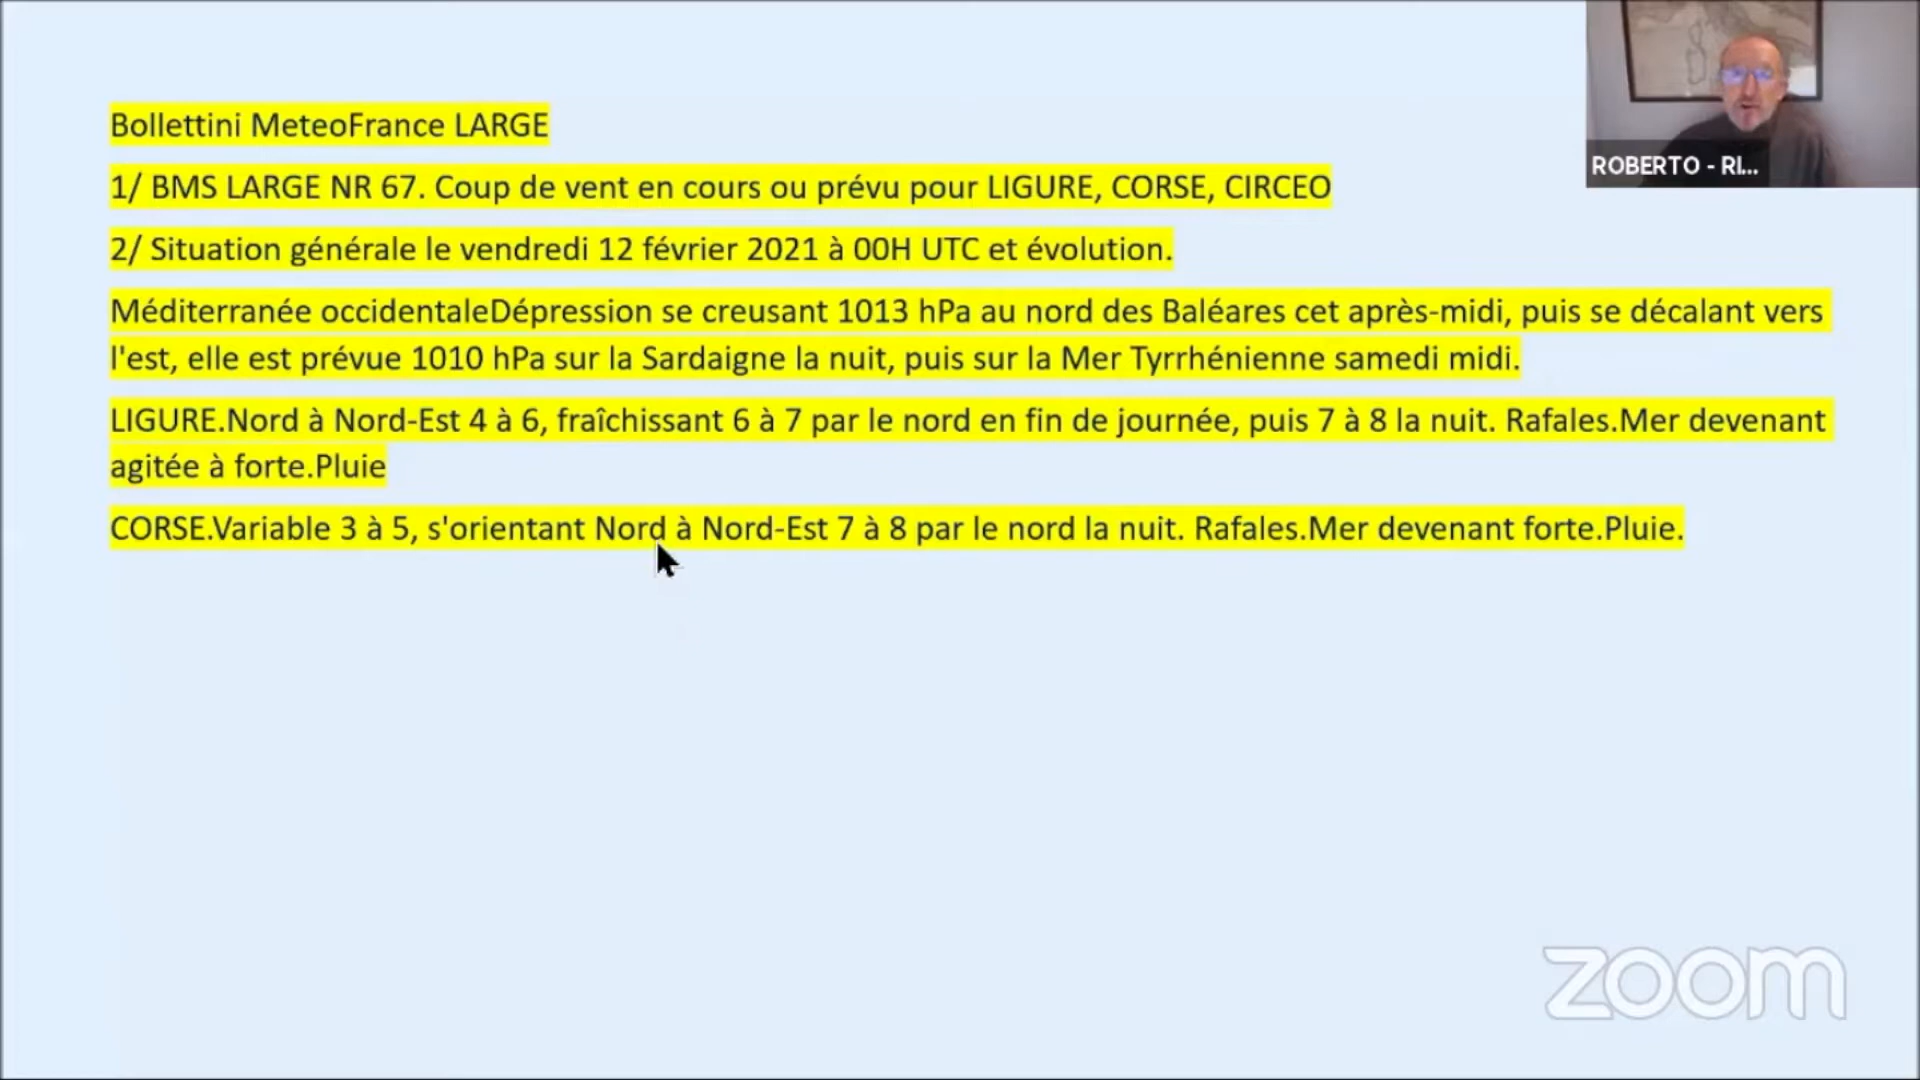 Bollettini MeteoFrance LARGE
1/ BMS LARGE NR 67. Coup de vent en cours ou prévu pour LIGURE, CORSE, CIRCEO
2/ Situation générale le vendredi 12 février 2021 à 00H UTC et évolution.
Méditerranée occidentaleDépression se creusant 1013 hPa au nord des Baléares cet après-midi, puis se décalant vers
l'est, elle est prévue 1010 hPa sur la Sardaigne la nuit, puis sur la Mer Tyrrhénienne samedi midi.
LIGURE.Nord à Nord-Est 4 à 6, fraîchissant 6 à 7 par le nord en fin de journée, puis 7 à 8 la nuit. Rafales.Mer devenant
agitée à forte.Pluie
CORSE.Variable 3 à 5, s'orientant Nord à Nord-Est 7 à 8 par le nord la nuit. Rafales.Mer devenant forte.Pluie.
ROBERTO - RI...
zoom